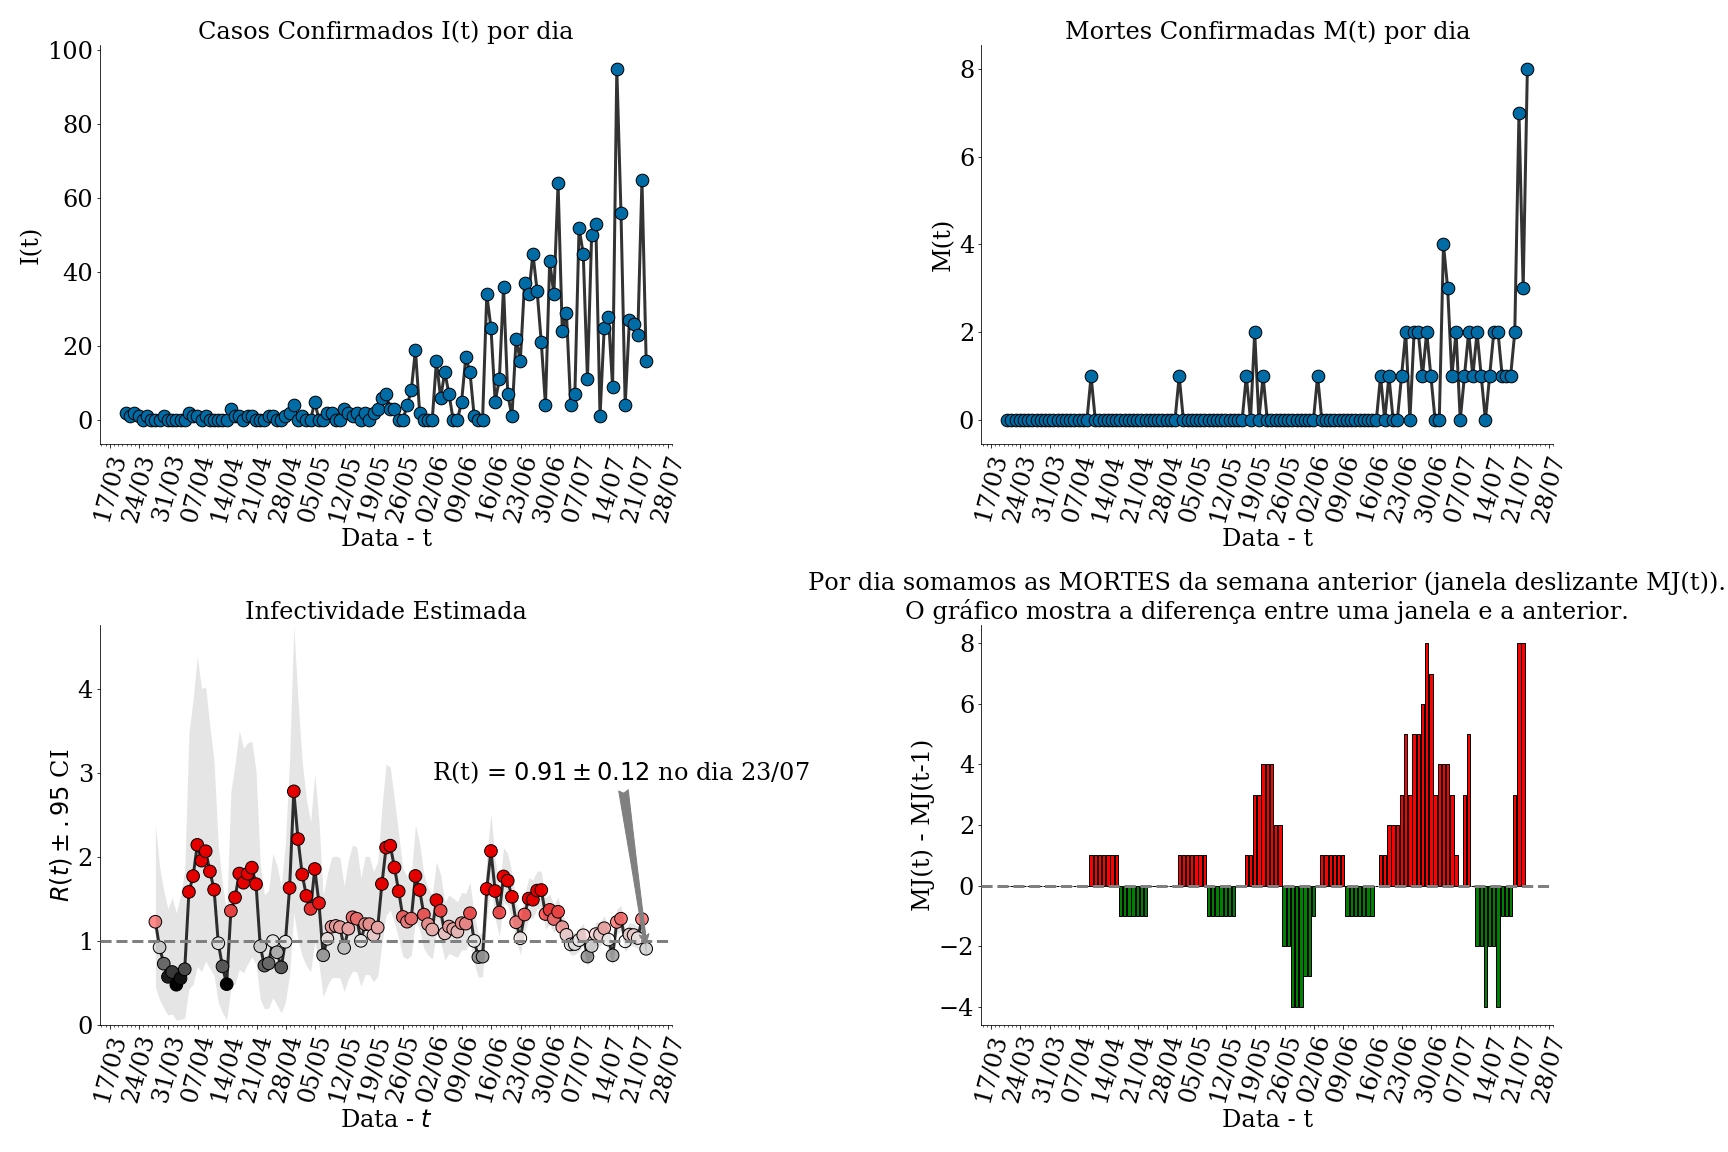 Casos Confirmados I(t) por dia
100
80
60
40
20
0
I(t)
17/03 24/03 31/03 07/04 14/04 21/04 28/04 05/05 12/05 19/05 26/05 02/06 09/06 16/06 23/06 30/06 07/07 14/07 21/07 28/07
Data - t
Mortes Confirmadas M(t) por dia
8
6
4
2
0
M(t)
17/03 24/03 31/03 07/04 14/04 21/04 28/04 05/05 12/05 19/05 26/05 02/06 09/06 16/06 23/06 30/06 07/07 14/07 21/07 28/07
Data - t
Infectividade Estimada
4
3
2
1
0
R(t) ± .95 CI
R(t) = 0.91 ± 0.12 no dia 23/07
17/03 24/03 31/03 07/04 14/04 21/04 28/04 05/05 12/05 19/05 26/05 02/06 09/06 16/06 23/06 30/06 07/07 14/07 21/07 28/07
Data - t
Por dia somamos as MORTES da semana anterior (janela deslizante MJ(t)).
O gráfico mostra a diferença entre uma janela e a anterior.
8
6
4
2
0
−2
−4
MJ(t) - MJ(t-1)
17/03 24/03 31/03 07/04 14/04 21/04 28/04 05/05 12/05 19/05 26/05 02/06 09/06 16/06 23/06 30/06 07/07 14/07 21/07 28/07
Data - t